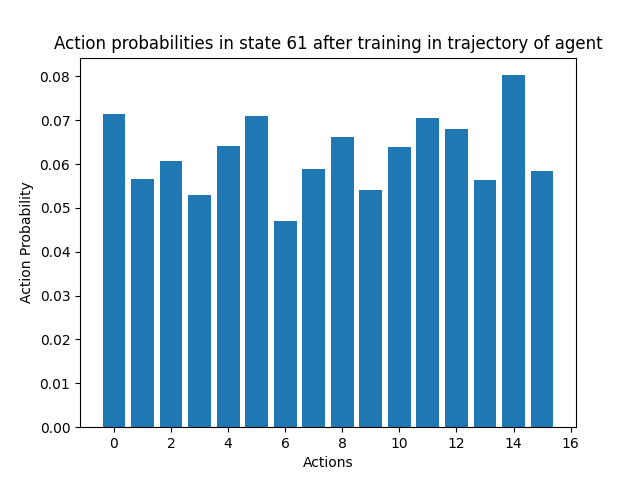 Action probabilities in state 61 after training in trajectory of agent
0.08
0.07
0.06
0.05
0.04
0.03
0.02
0.01
0.00
Action Probability
0 2 4 6 8 10 12 14 16
Actions